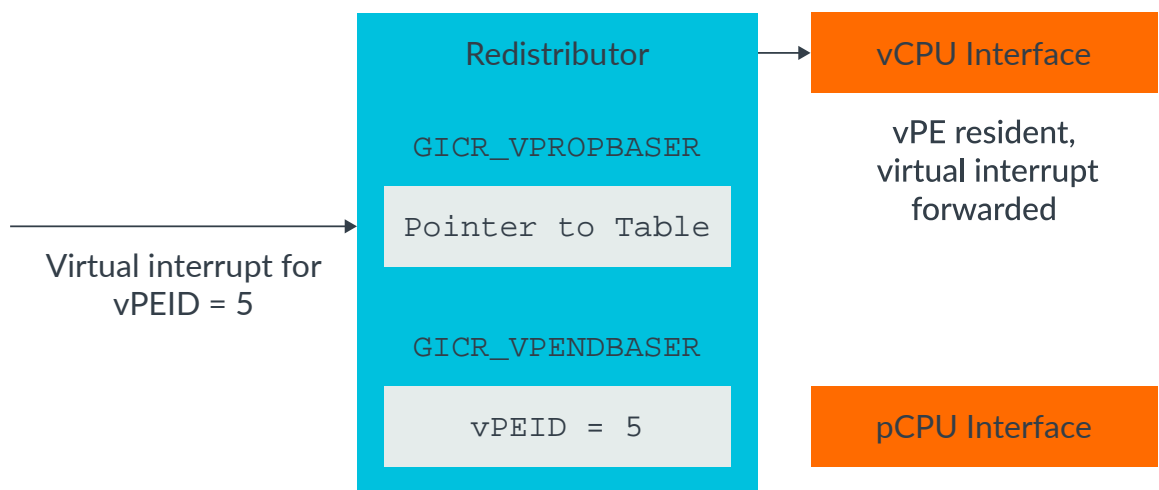 Redistributor
vCPU Interface
GICR_VPROPBASER
vPE resident,
virtual interrupt
forwarded
Pointer to Table
Virtual interrupt for
vPEID = 5
GICR_VPENDBASER
vPEID = 5
pCPU Interface